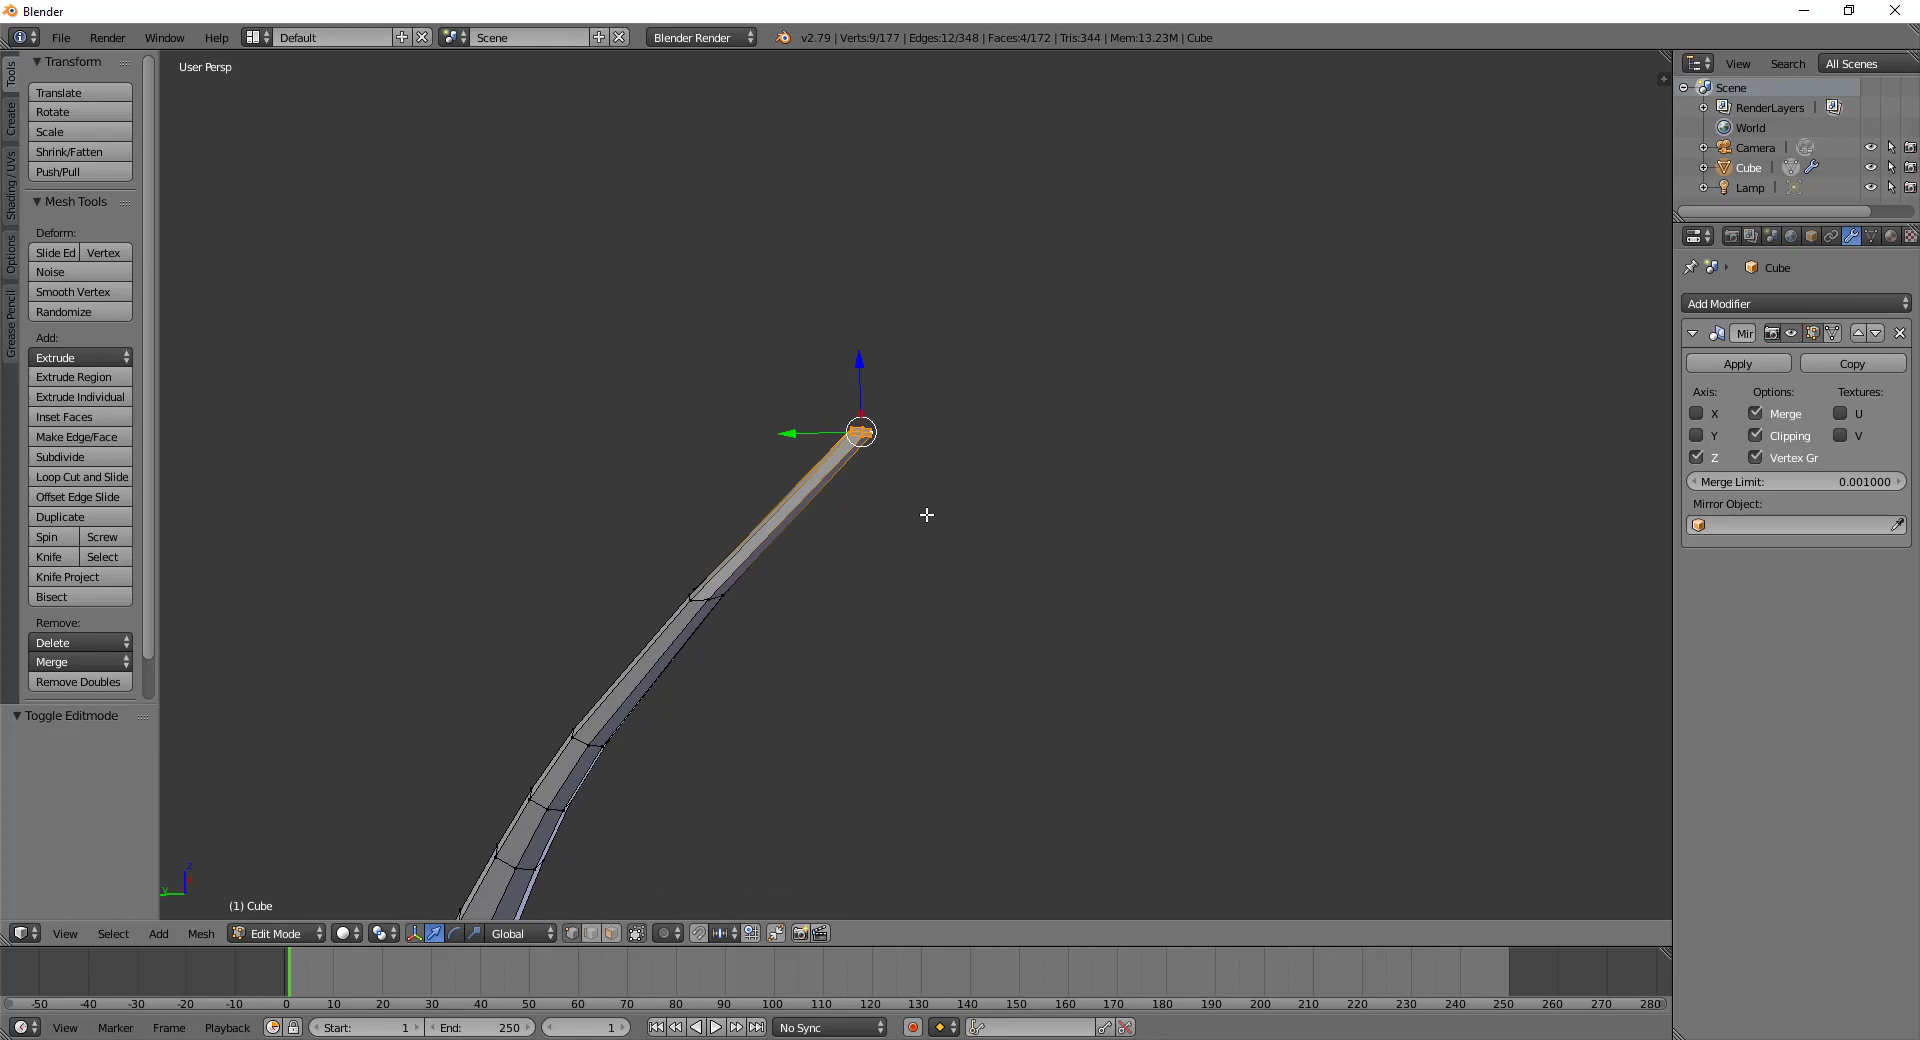 Blender
File Render Window Help Default Scene Blender Render v2.79 | Verts:9/177 | Edges:12/348 | Faces:4/172 | Tris:344 | Mem:13.23M | Cube
Tools
Create
Shading / UVs
Options
Grease Pencil
Transform
Translate
Rotate
Scale
Shrink/Fatten
Push/Pull
Mesh Tools
Deform:
Slide Ed Vertex
Noise
Smooth Vertex
Randomize
Add:
Extrude
Extrude Region
Extrude Individual
Inset Faces
Make Edge/Face
Subdivide
Loop Cut and Slide
Offset Edge Slide
Duplicate
Spin Screw
Knife Select
Knife Project
Bisect
Remove:
Delete
Merge
Remove Doubles
Toggle Editmode
User Persp
z
y
(1) Cube
View Search All Scenes
Scene
RenderLayers
World
Camera
Cube
Lamp
Cube
Add Modifier
Mir
Apply Copy
Axis: Options: Textures:
X Merge U
Y Clipping V
Z Vertex Gr
Merge Limit: 0.001000
Mirror Object:
View Select Add Mesh Edit Mode Global
-50 -40 -30 -20 -10 0 10 20 30 40 50 60 70 80 90 100 110 120 130 140 150 160 170 180 190 200 210 220 230 240 250 260 270 280
View Marker Frame Playback Start: 1 End: 250 1 No Sync